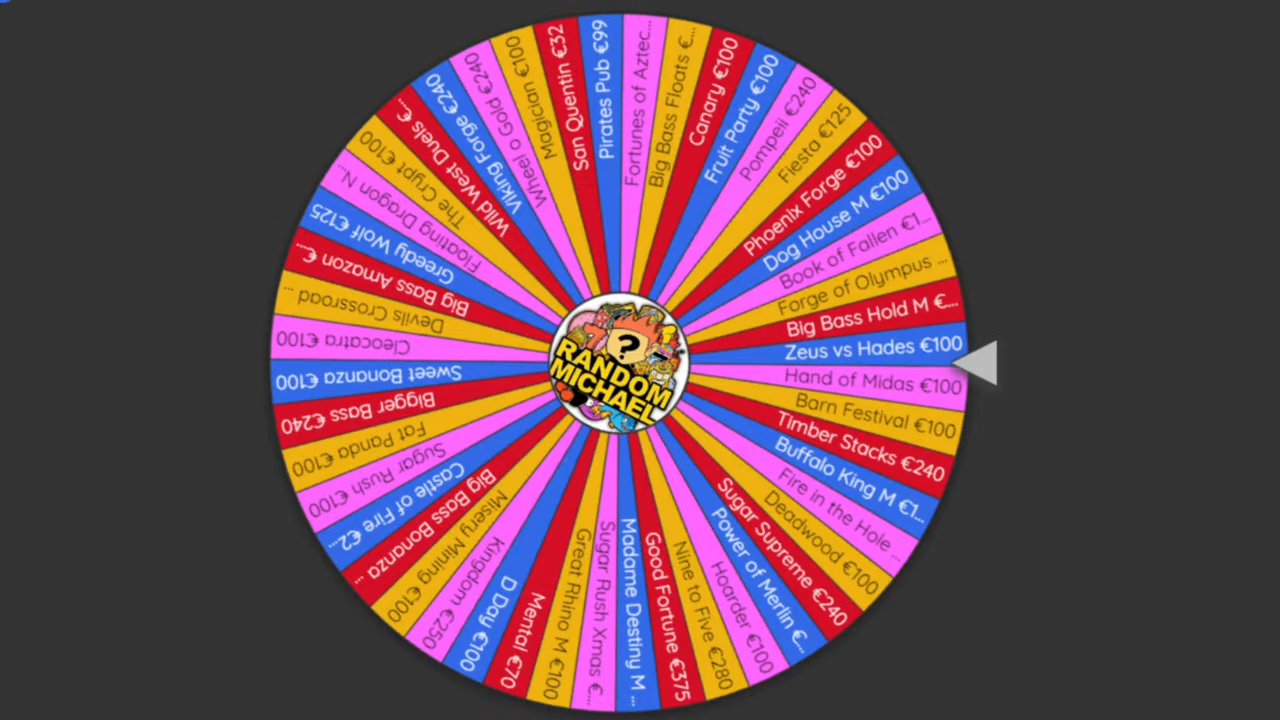 Fortunes of Aztec...
Big Bass Floats €...
Canary €100
Fruit Party €100
Pompeii €240
Fiesta €125
Phoenix Forge €100
Dog House M €100
Book of Fallen €1...
Forge of Olympus ...
Big Bass Hold M €...
Zeus vs Hades €100
Hand of Midas €100
Barn Festival €100
Timber Stacks €240
Buffalo King M €1...
Fire in the Hole ...
Deadwood €100
Sugar Supreme €240
Power of Merlin €...
Hoarder €100
Nine to Five €280
Good Fortune €375
Madame Destiny M ...
Sugar Rush Xmas €...
Great Rhino M €100
Mental €70
D Day €100
Kingdom €250
Misery Mining €100
Big Bass Bonanza ...
Castle of Fire €2...
Sugar Rush €100
Fat Panda €100
Bigger Bass €240
Sweet Bonanza €100
Cleocatra €100
Devils Crossroad ...
Big Bass Amazon €...
Greedy Wolf €125
Floating Dragon N...
The Crypt €100
Wild West Duels €...
Viking Forge €240
Wheel o Gold €240
Magician €100
San Quentin €32
Pirates Pub €99
?
RANDOM
MICHAEL